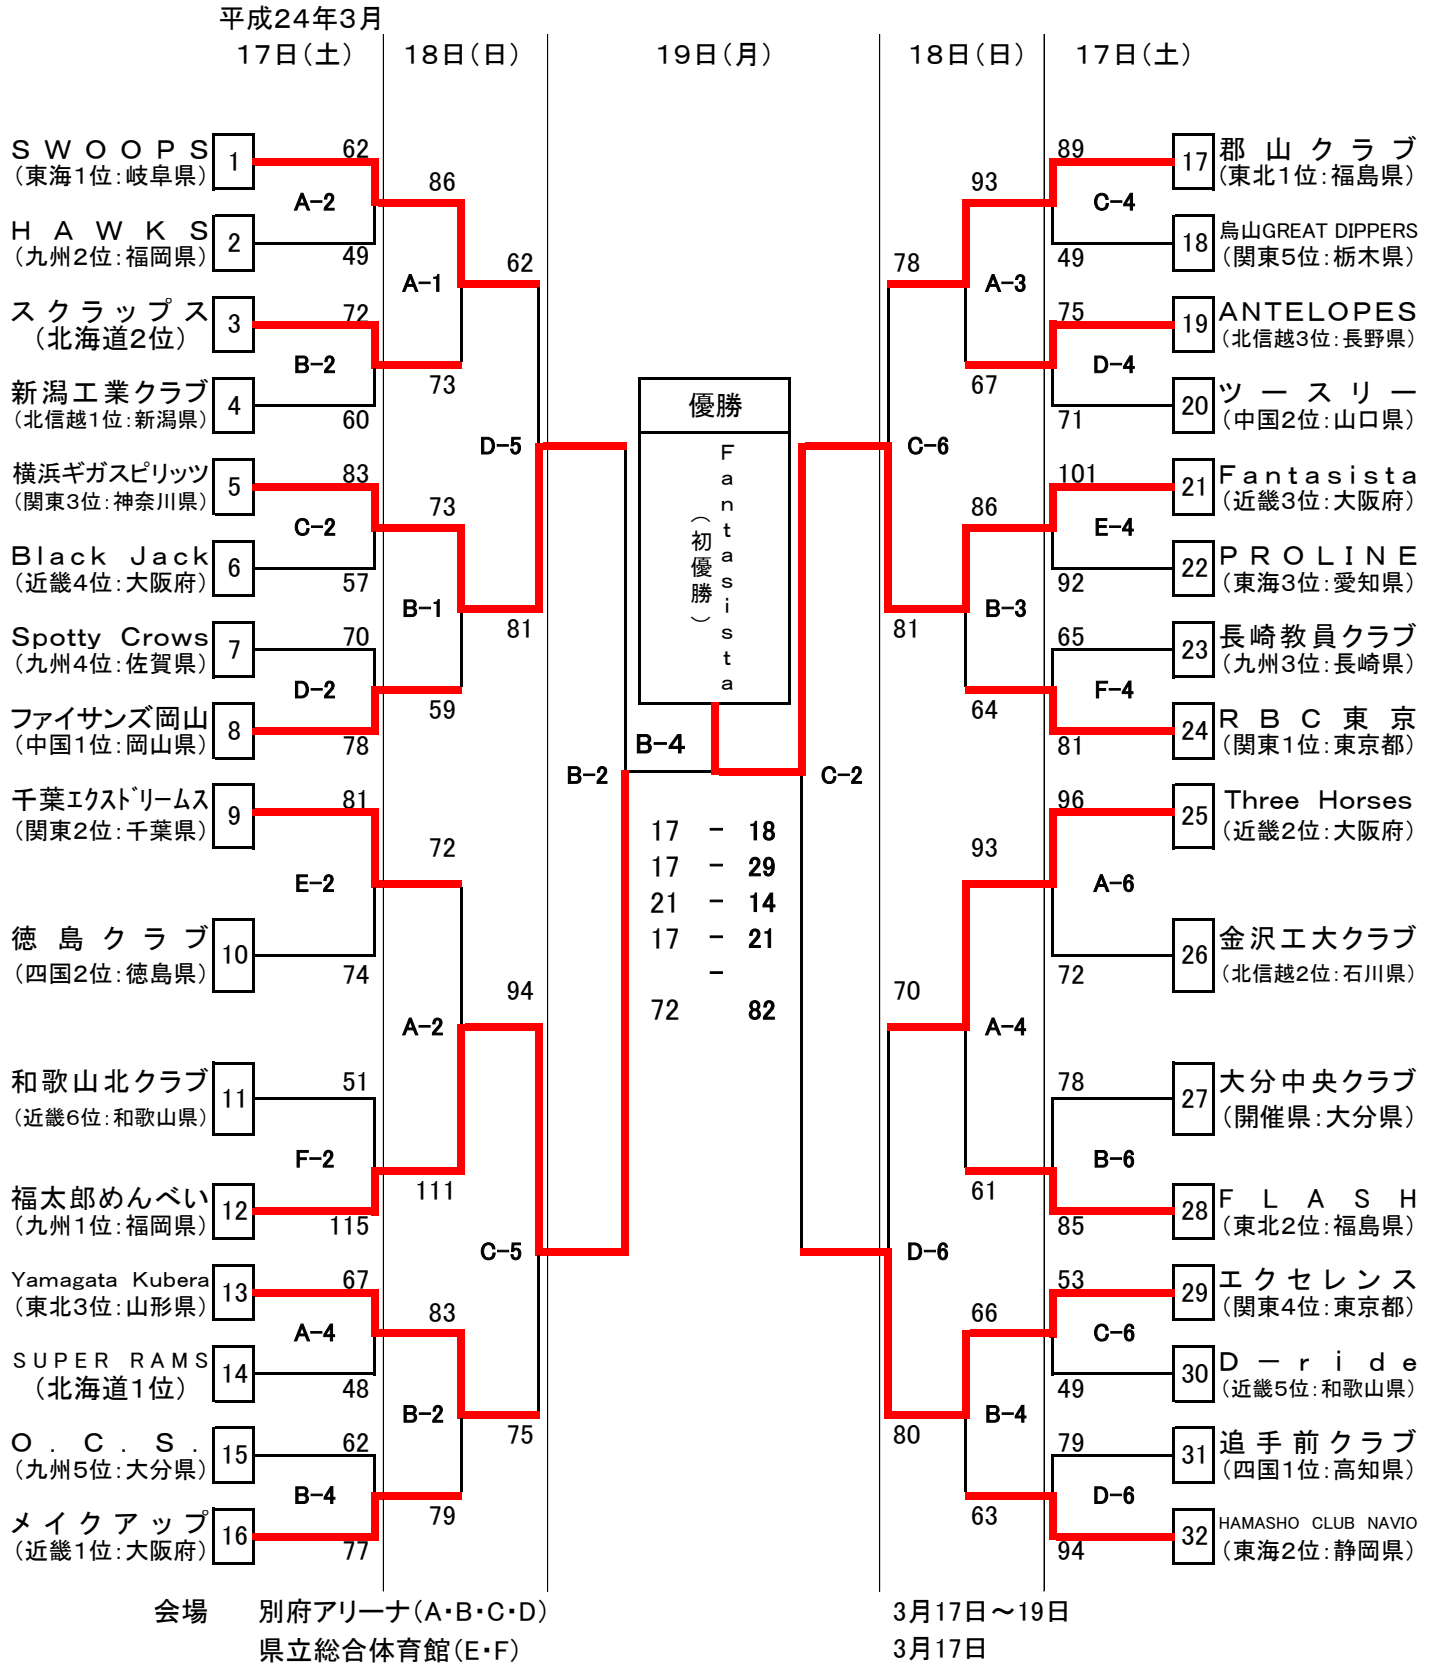 平成24年3月
17日(土)
18日(日)
19日(月)
18日(日)
17日(土)
SWOOPS
(東海1位:岐阜県)
1
62
A-2
HAWKS
(九州2位:福岡県)
2
49
86
A-1
スクラップス
(北海道2位)
3
72
B-2
新潟工業クラブ
(北信越1位:新潟県)
4
60
73
62
D-5
横浜ギガスピリッツ
(関東3位:神奈川県)
5
83
C-2
Black Jack
(近畿4位:大阪府)
6
57
73
B-1
Spotty Crows
(九州4位:佐賀県)
7
70
D-2
ファイサンズ岡山
(中国1位:岡山県)
8
78
59
81
B-2
千葉エクストドリームス
(関東2位:千葉県)
9
81
E-2
徳島クラブ
(四国2位:徳島県)
10
74
72
A-2
和歌山北クラブ
(近畿6位:和歌山県)
11
51
F-2
福太郎めんべい
(九州1位:福岡県)
12
115
111
94
C-5
Yamagata Kubera
(東北3位:山形県)
13
67
A-4
SUPER RAMS
(北海道1位)
14
48
83
B-2
O.C.S.
(九州5位:大分県)
15
62
B-4
メイクアップ
(近畿1位:大阪府)
16
77
79
75
優勝
Fantasista
(初優勝)
B-4
17 - 18
17 - 29
21 - 14
17 - 21
-
72 82
C-2
89
17
郡山クラブ
(東北1位:福島県)
C-4
49
18
烏山GREAT DIPPERS
(関東5位:栃木県)
93
A-3
75
19
ANTELOPES
(北信越3位:長野県)
D-4
71
20
ツースリー
(中国2位:山口県)
67
78
C-6
101
21
Fantasista
(近畿3位:大阪府)
E-4
92
22
PROLINE
(東海3位:愛知県)
86
B-3
65
23
長崎教員クラブ
(九州3位:長崎県)
F-4
81
24
RBC東京
(関東1位:東京都)
64
81
96
25
Three Horses
(近畿2位:大阪府)
A-6
72
26
金沢工大クラブ
(北信越2位:石川県)
93
A-4
78
27
大分中央クラブ
(開催県:大分県)
B-6
85
28
FLASH
(東北2位:福島県)
61
70
D-6
53
29
エクセレンス
(関東4位:東京都)
C-6
49
30
D-ride
(近畿5位:和歌山県)
66
B-4
79
31
追手前クラブ
(四国1位:高知県)
D-6
94
32
HAMASHO CLUB NAVIO
(東海2位:静岡県)
63
80
会場 別府アリーナ(A・B・C・D) 3月17日~19日
県立総合体育館(E・F) 3月17日